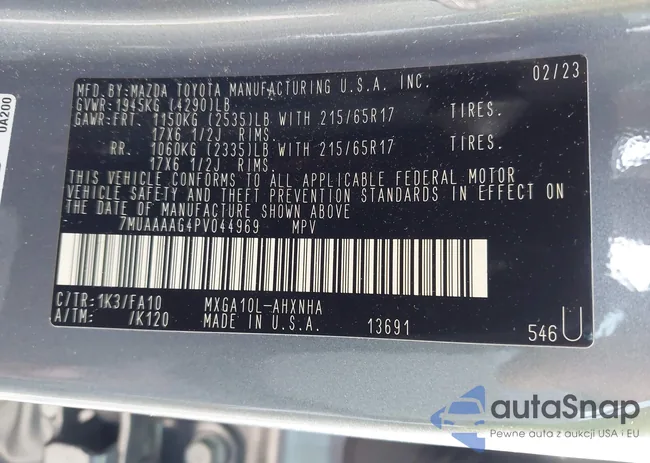 0A200
MFD.BY:MAZDA TOYOTA MANUFACTURING U.S.A. INC. 02/23
GVWR:1945KG (4290)LB
GAWR:FRT. 1150KG (2535)LB WITH 215/65R17 TIRES.
17X6 1/2J RIMS.
RR. 1060KG (2335)LB WITH 215/65R17 TIRES.
17X6 1/2J RIMS.
THIS VEHICLE CONFORMS TO ALL APPLICABLE FEDERAL MOTOR
VEHICLE SAFETY AND THEFT PREVENTION STANDARDS IN EFFECT ON
THE DATE OF MANUFACTURE SHOWN ABOVE
7MUAAAAG4PV044969 MPV
C/TR:1K3/FA10 MXGA10L-AHXNHA
A/TM: /K120 MADE IN U.S.A. 13691 546U
autoSnap
Pewne auta z aukcji USA i EU